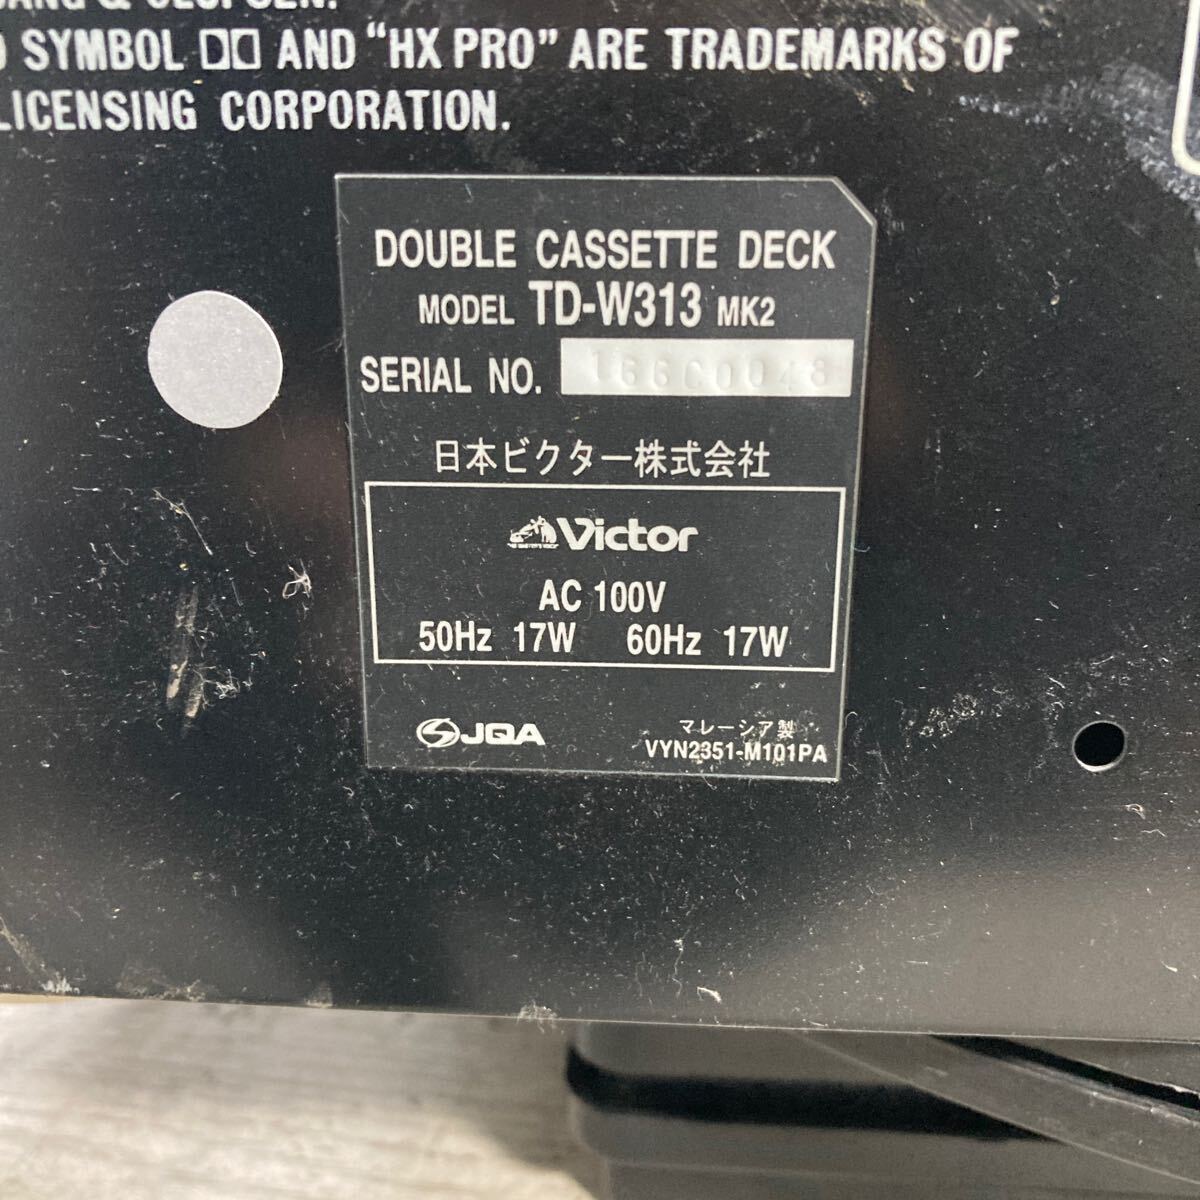 SYMBOL AND “HX PRO” ARE TRADEMARKS OF
LICENSING CORPORATION.
DOUBLE CASSETTE DECK
MODEL TD-W313 MK2
SERIAL NO. 166C0048
日本ビクター株式会社
Victor
AC 100V
50Hz 17W 60Hz 17W
JQA
マレーシア製
VYN2351-M101PA